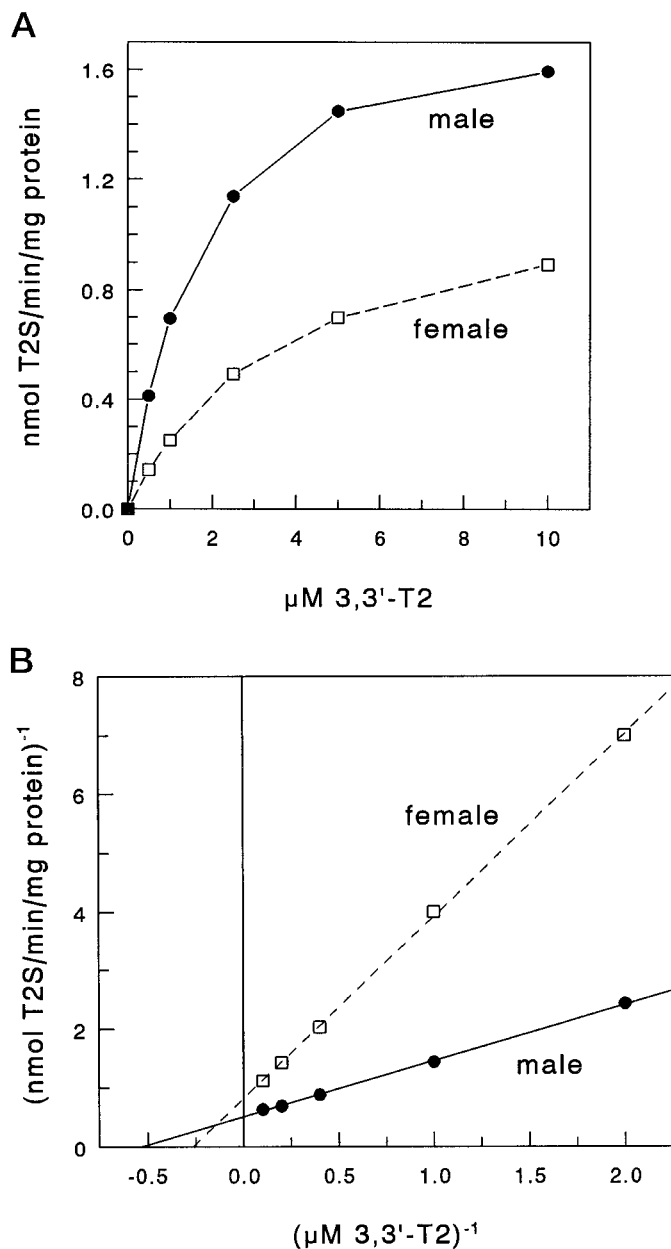 A
nmol T2S/min/mg protein
1.6
1.2
0.8
0.4
0.0
male
female
0 2 4 6 8 10
µM 3,3'-T2
B
(nmol T2S/min/mg protein)-1
8
6
4
2
0
female
male
-0.5 0.0 0.5 1.0 1.5 2.0
(µM 3,3'-T2)-1